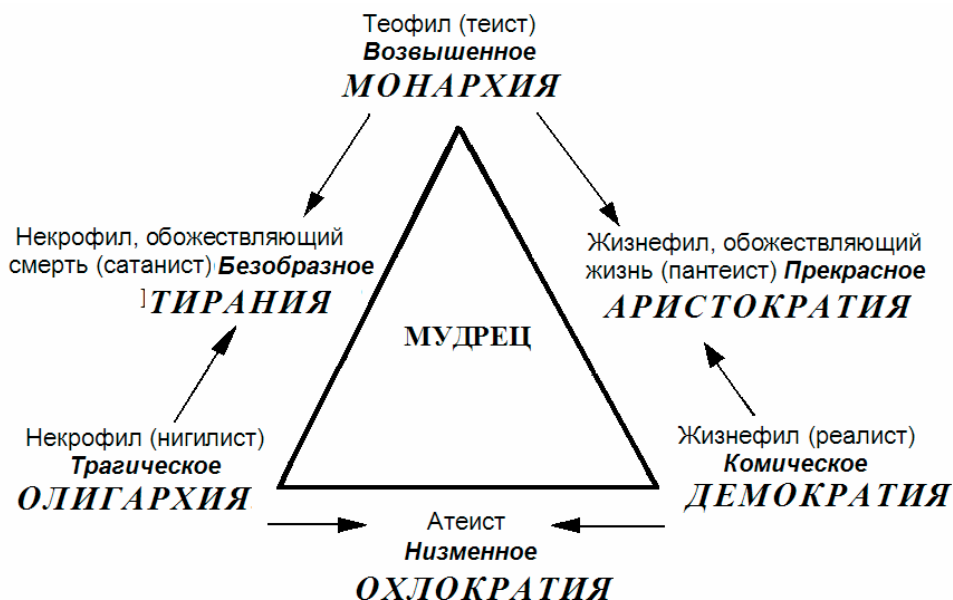 Теофил (теист)
Возвышенное
МОНАРХИЯ
Некрофил, обожествляющий
смерть (сатанист) Безобразное
]ТИРАНИЯ
Жизнефил, обожествляющий
жизнь (пантеист) Прекрасное
АРИСТОКРАТИЯ
МУДРЕЦ
Некрофил (нигилист)
Трагическое
ОЛИГАРХИЯ
Жизнефил (реалист)
Комическое
ДЕМОКРАТИЯ
Атеист
Низменное
ОХЛОКРАТИЯ